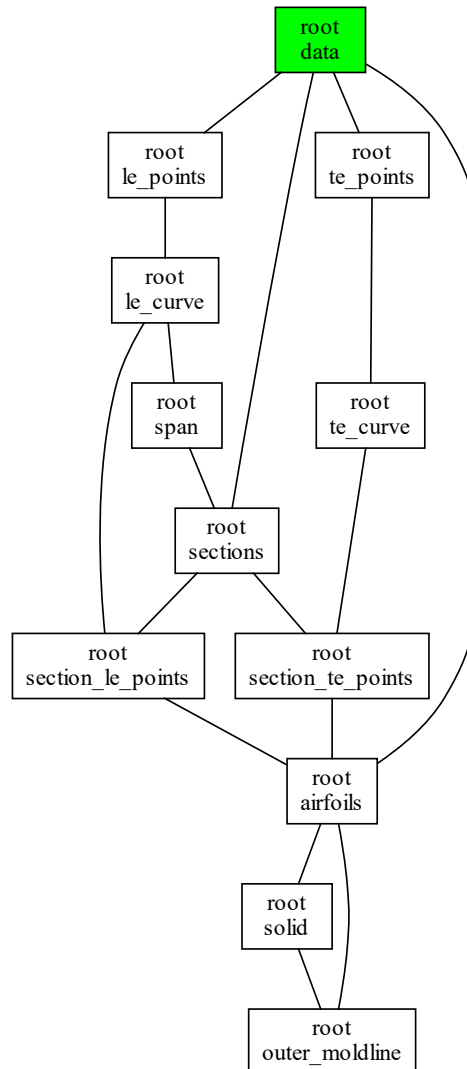 root
data
root
le_points
root
te_points
root
le_curve
root
span
root
te_curve
root
sections
root
section_le_points
root
section_te_points
root
airfoils
root
solid
root
outer_moldline